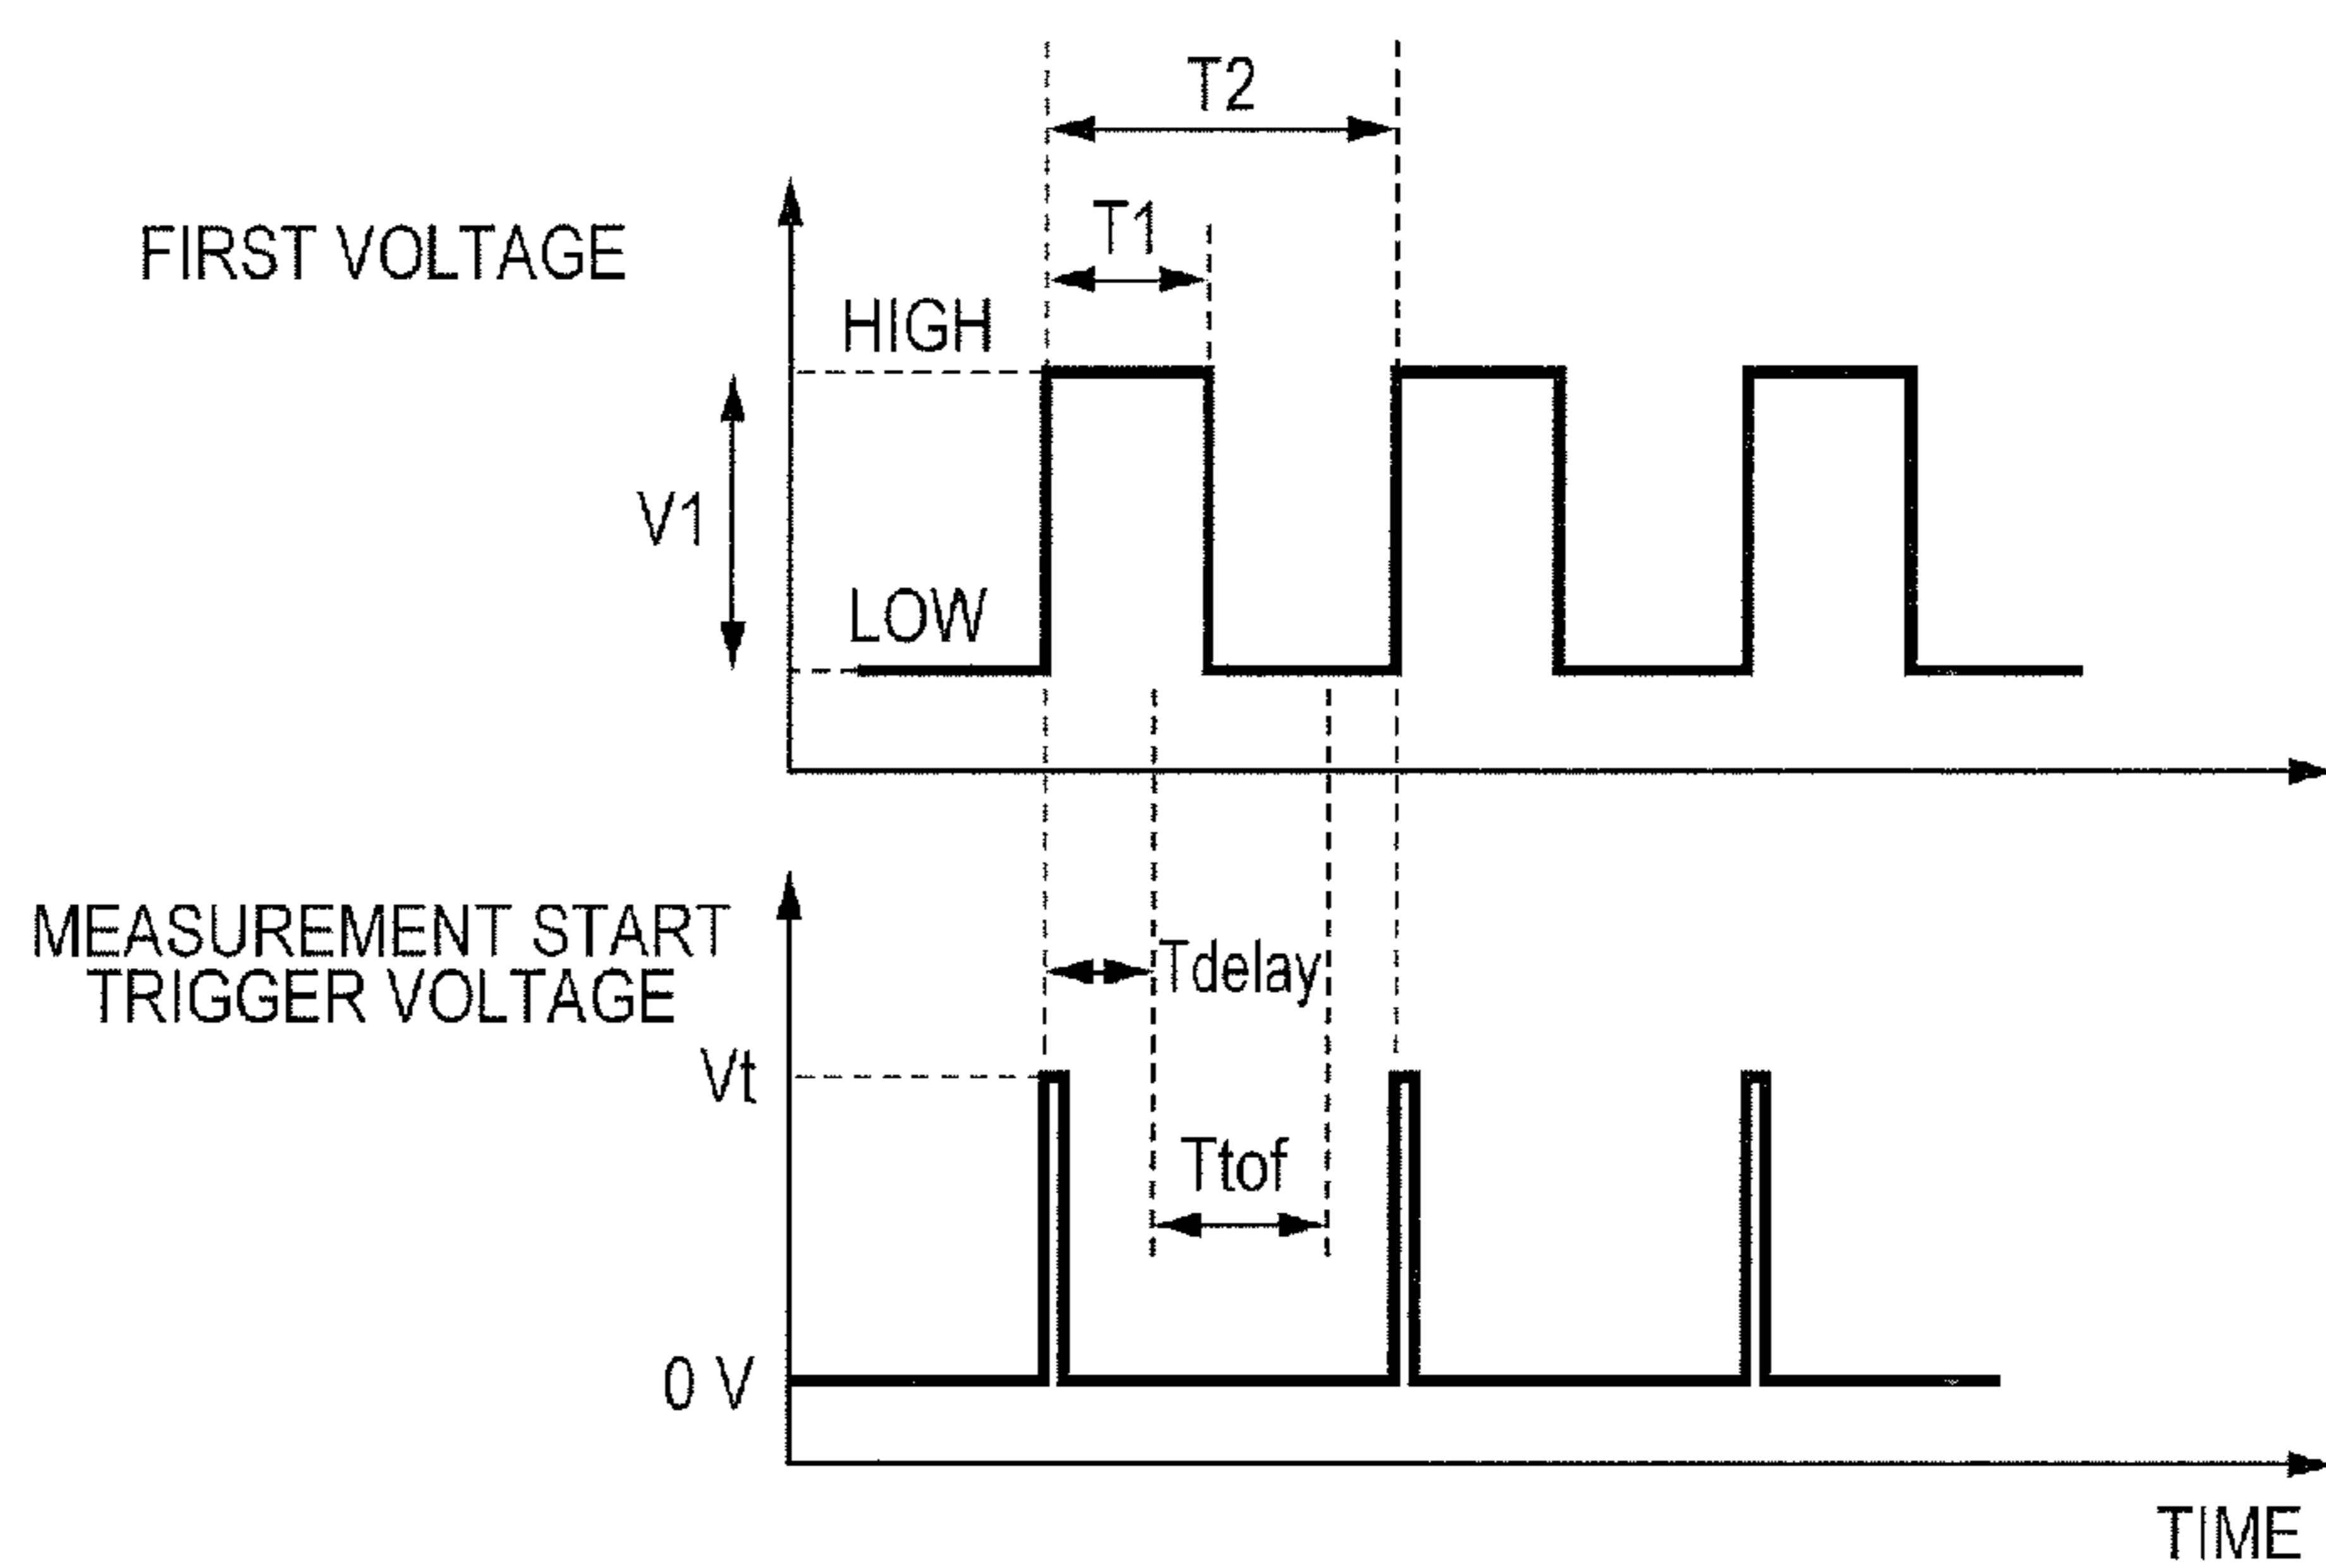 T2
T1
FIRST VOLTAGE
HIGH
V1
LOW
MEASUREMENT START
TRIGGER VOLTAGE
Tdelay
Vt
Ttof
0 V
TIME